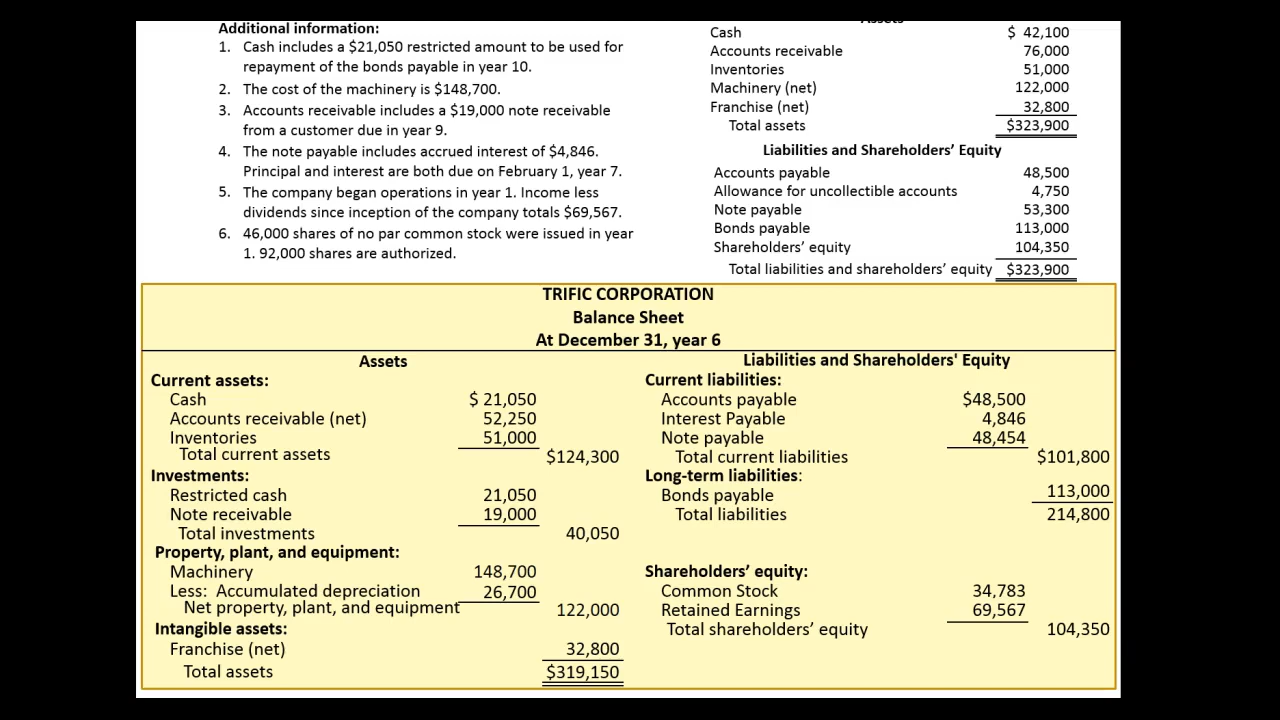 Additional information:
1. Cash includes a $21,050 restricted amount to be used for
repayment of the bonds payable in year 10.
2. The cost of the machinery is $148,700.
3. Accounts receivable includes a $19,000 note receivable
from a customer due in year 9.
4. The note payable includes accrued interest of $4,846.
Principal and interest are both due on February 1, year 7.
5. The company began operations in year 1. Income less
dividends since inception of the company totals $69,567.
6. 46,000 shares of no par common stock were issued in year
1. 92,000 shares are authorized.
Assets
Cash $ 42,100
Accounts receivable 76,000
Inventories 51,000
Machinery (net) 122,000
Franchise (net) 32,800
Total assets $323,900
Liabilities and Shareholders’ Equity
Accounts payable 48,500
Allowance for uncollectible accounts 4,750
Note payable 53,300
Bonds payable 113,000
Shareholders’ equity 104,350
Total liabilities and shareholders’ equity $323,900
TRIFIC CORPORATION
Balance Sheet
At December 31, year 6
Assets
Current assets:
Cash $ 21,050
Accounts receivable (net) 52,250
Inventories 51,000
Total current assets $124,300
Investments:
Restricted cash 21,050
Note receivable 19,000
Total investments 40,050
Property, plant, and equipment:
Machinery 148,700
Less: Accumulated depreciation 26,700
Net property, plant, and equipment 122,000
Intangible assets:
Franchise (net) 32,800
Total assets $319,150
Liabilities and Shareholders' Equity
Current liabilities:
Accounts payable $48,500
Interest Payable 4,846
Note payable 48,454
Total current liabilities $101,800
Long-term liabilities:
Bonds payable 113,000
Total liabilities 214,800
Shareholders’ equity:
Common Stock 34,783
Retained Earnings 69,567
Total shareholders’ equity 104,350